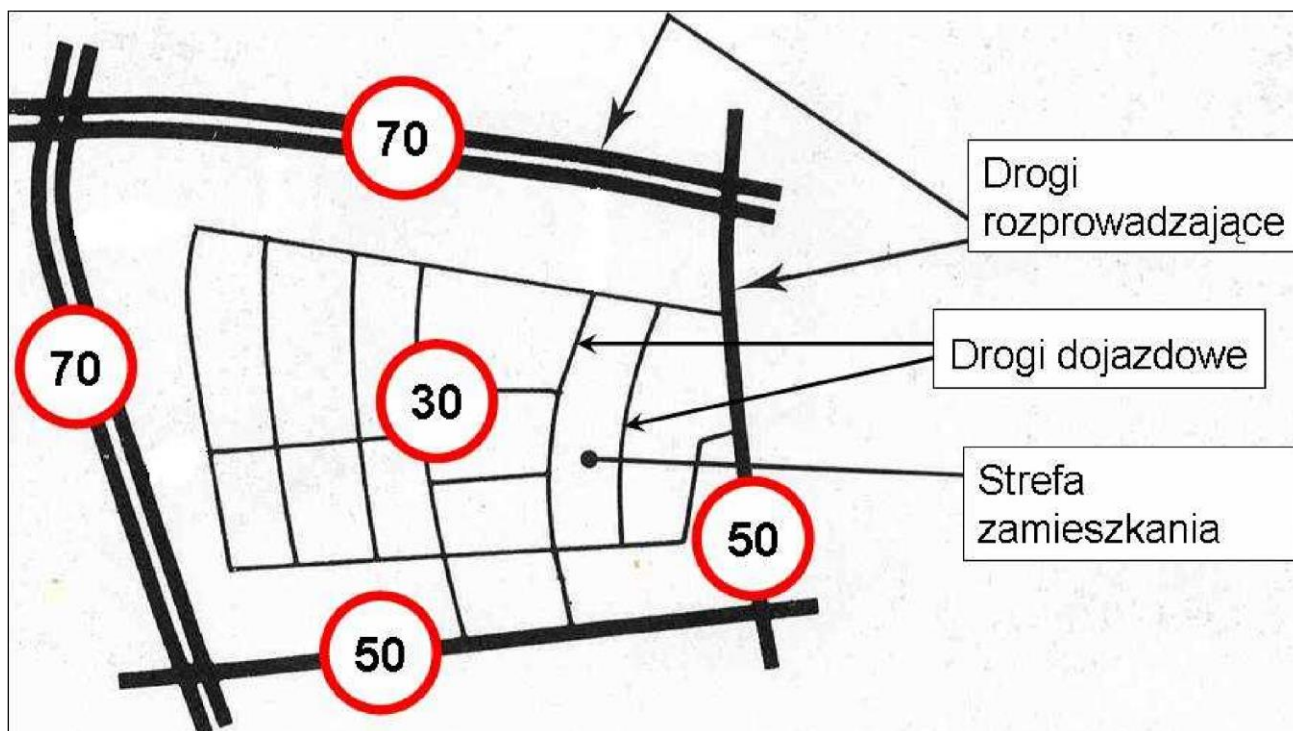 70
Drogi
rozprowadzające
70
30
Drogi dojazdowe
Strefa
zamieszkania
50
50